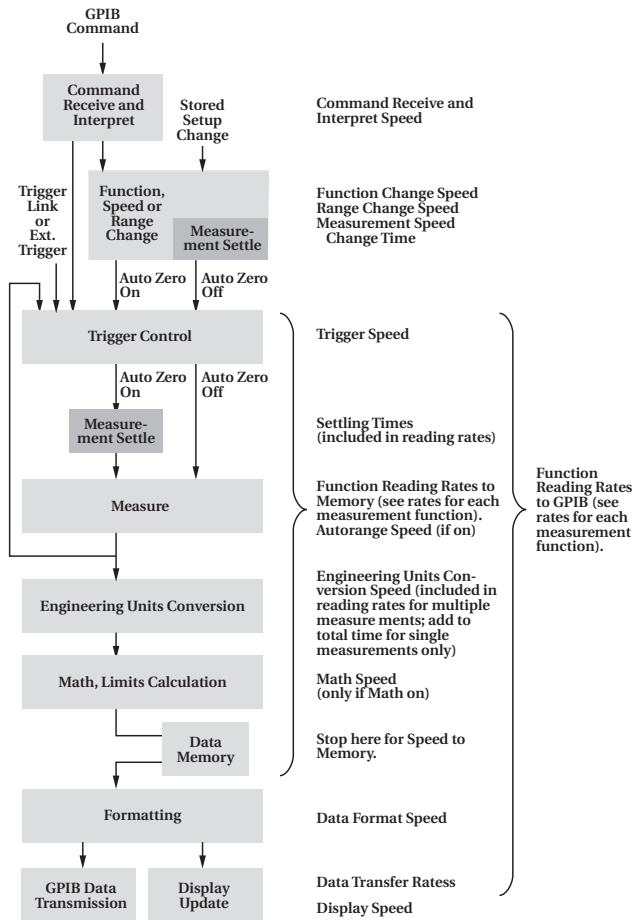 GPIB
Command
Command
Receive and
Interpret
Stored
Setup
Change
Command Receive and
Interpret Speed
Trigger
Link
or
Ext.
Trigger
Function,
Speed or
Range
Change
Measure-
ment Settle
Function Change Speed
Range Change Speed
Measurement Speed
Change Time
Auto Zero
On
Auto Zero
Off
Trigger Control
Trigger Speed
Auto Zero
On
Auto Zero
Off
Measure-
ment Settle
Settling Times
(included in reading rates)
Measure
Function Reading Rates to
Memory (see rates for each
measurement function).
Autorange Speed (if on)
Function
Reading Rates
to GPIB (see
rates for each
measurement
function).
Engineering Units Conversion
Engineering Units Con-
version Speed (included in
reading rates for multiple
measure ments; add to
total time for single
measurements only)
Math, Limits Calculation
Math Speed
(only if Math on)
Data
Memory
Stop here for Speed to
Memory.
Formatting
Data Format Speed
GPIB Data
Transmission
Display
Update
Data Transfer Ratess
Display Speed